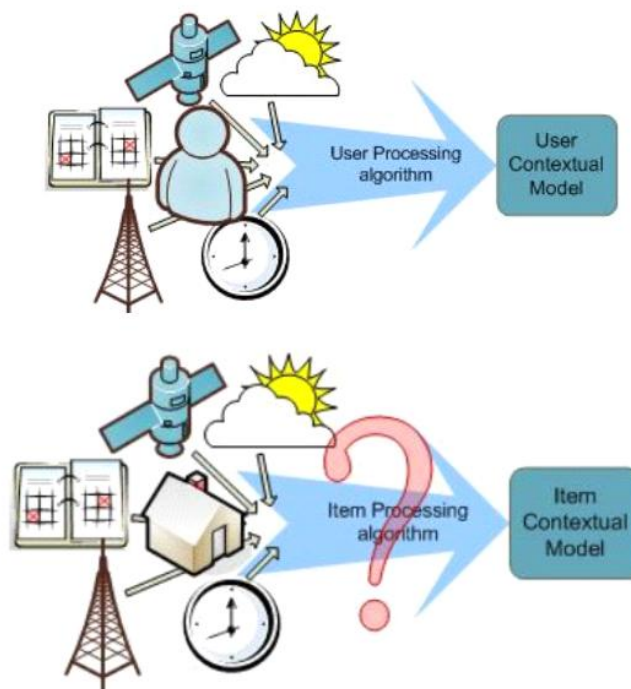 User Processing
algorithm
User
Contextual
Model
Item Processing
algorithm
Item
Contextual
Model